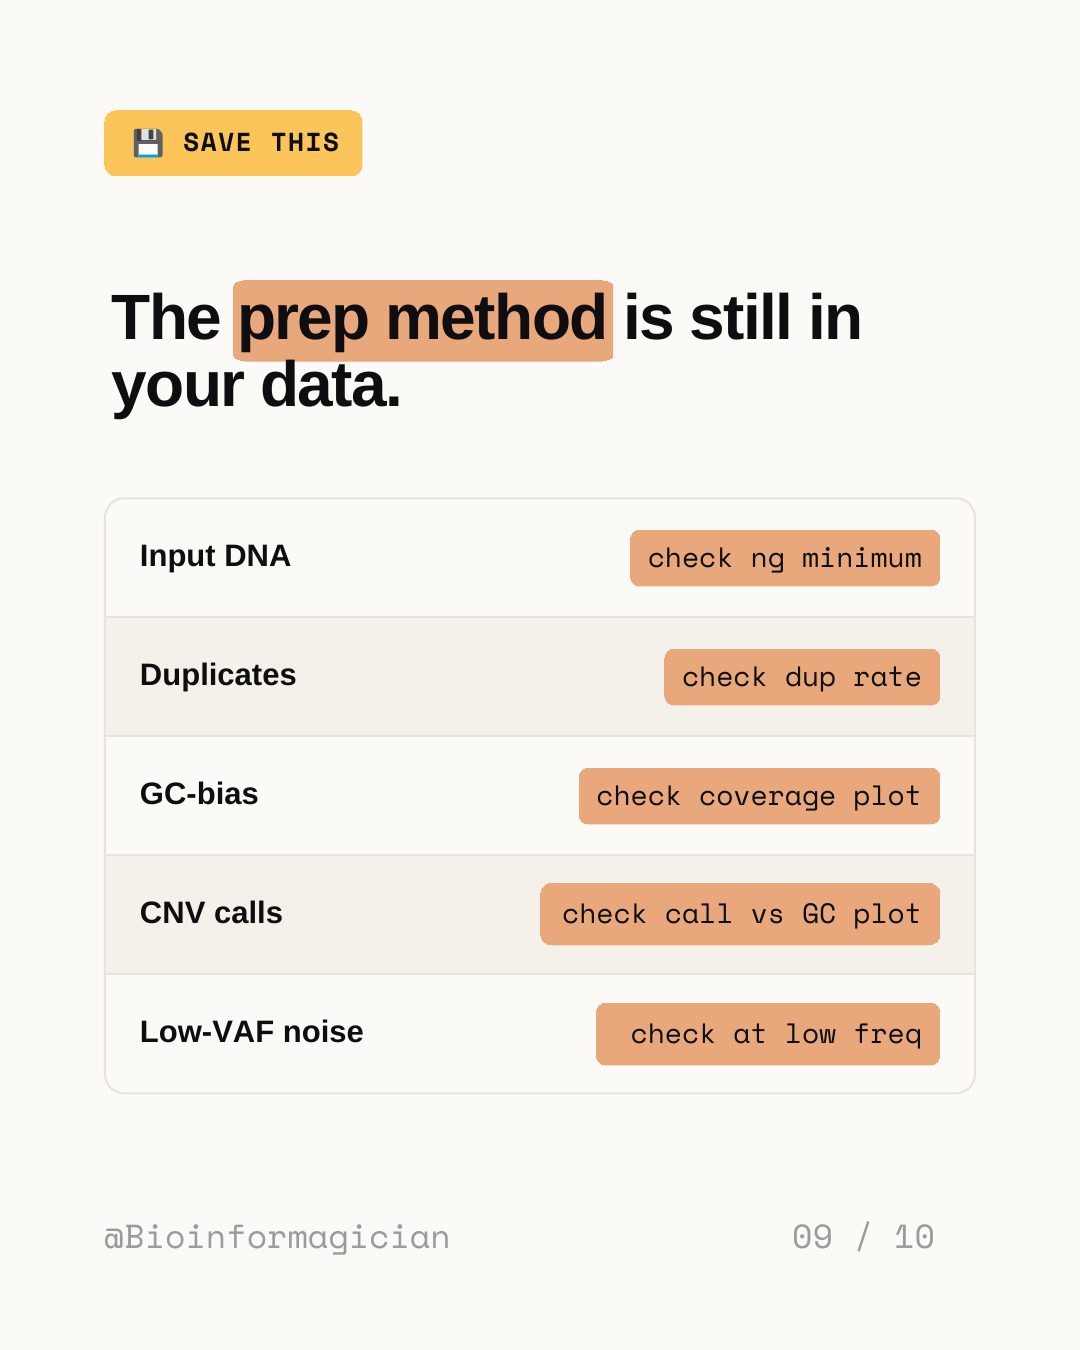 💾 SAVE THIS
The prep method is still in
your data.
Input DNA check ng minimum
Duplicates check dup rate
GC-bias check coverage plot
CNV calls check call vs GC plot
Low-VAF noise check at low freq
@Bioinformagician 09 / 10